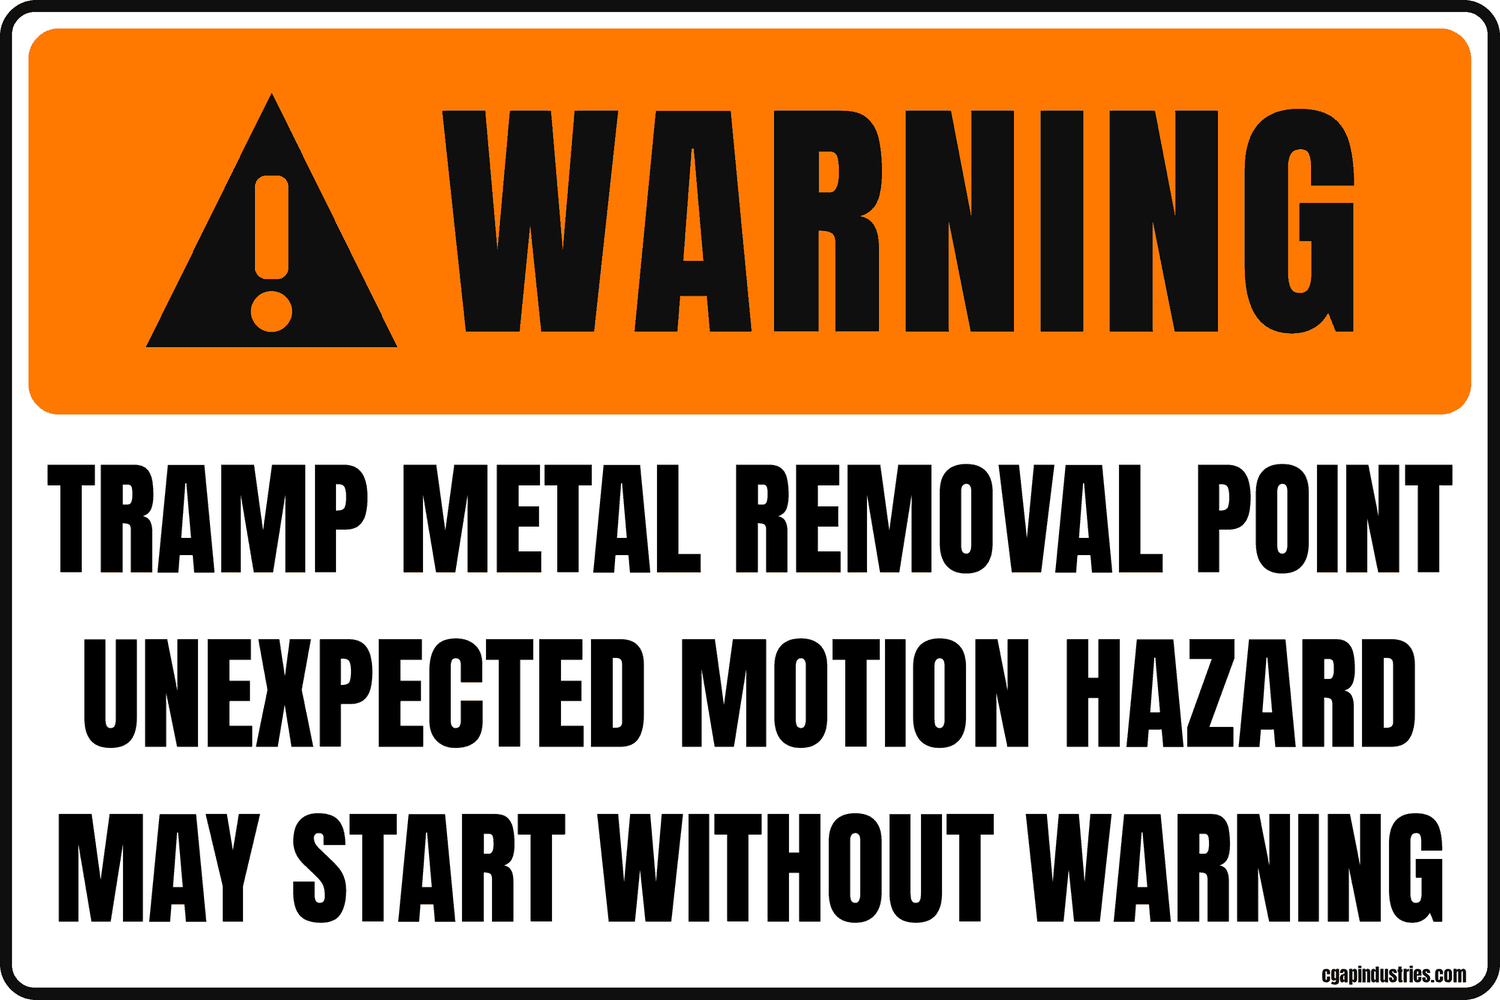 WARNING
TRAMP METAL REMOVAL POINT
UNEXPECTED MOTION HAZARD
MAY START WITHOUT WARNING
cgapindustries.com